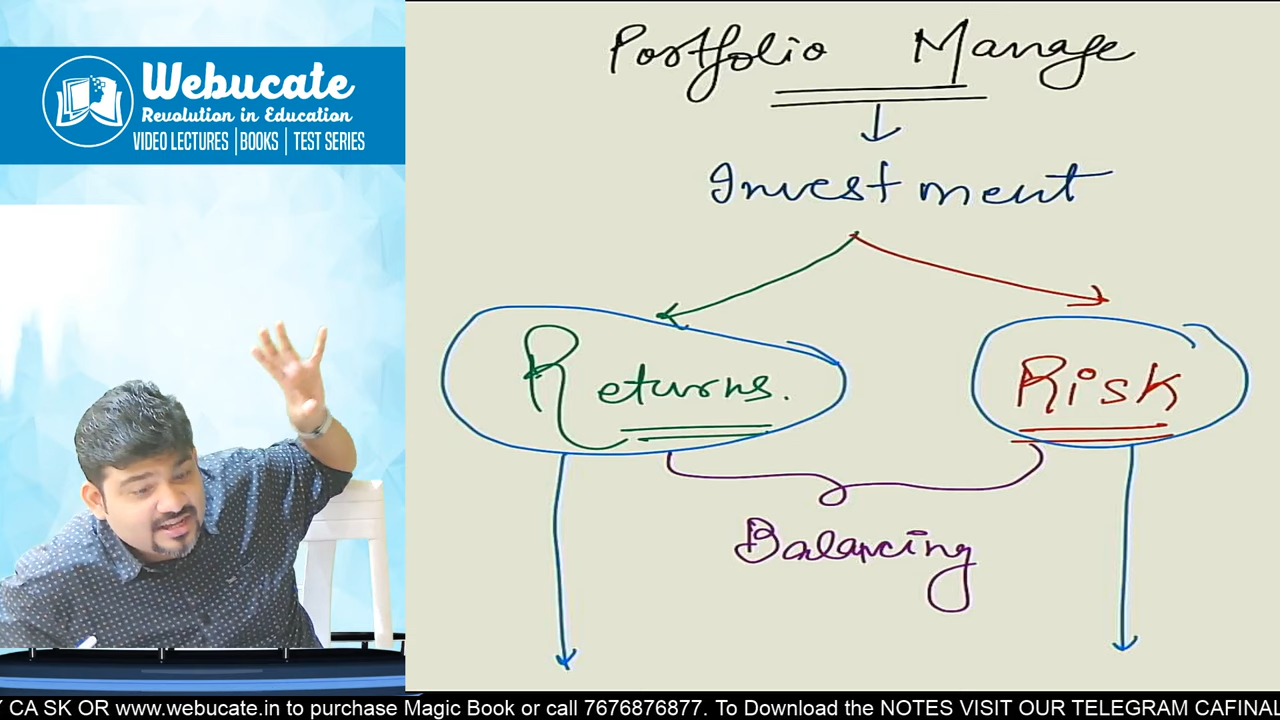 Webucate
Revolution in Education
VIDEO LECTURES | BOOKS | TEST SERIES
Portfolio Manage
Investment
Returns.
Risk
Balancing
Y CA SK OR www.webucate.in to purchase Magic Book or call 7676876877. To Download the NOTES VISIT OUR TELEGRAM CAFINAL